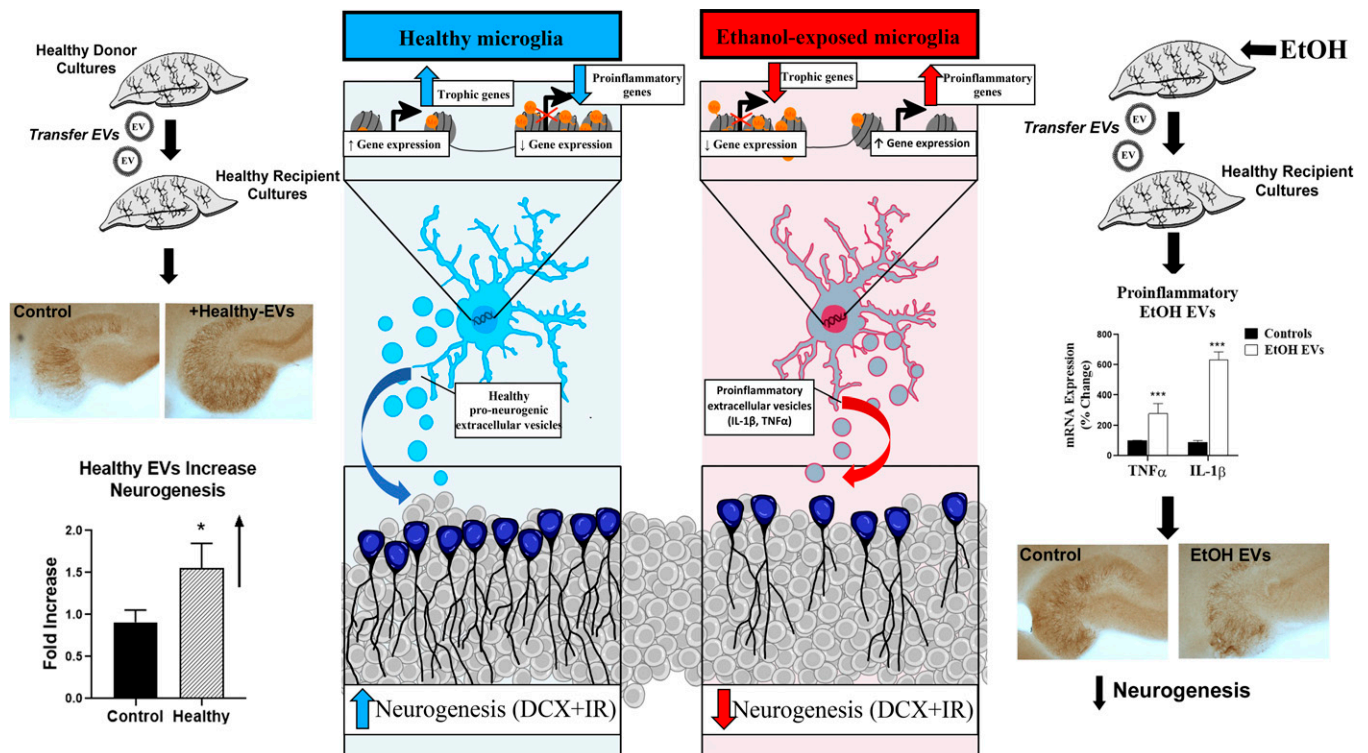 Healthy Donor
Cultures
Transfer EVs
EV
EV
Healthy Recipient
Cultures
Control
+Healthy-EVs
Healthy EVs Increase
Neurogenesis
Fold Increase
2.0
1.5
1.0
0.5
0.0
*
Control
Healthy
Healthy microglia
Trophic genes
Proinflammatory
genes
↑ Gene expression
↓ Gene expression
Healthy
pro-neurogenic
extracellular vesicles
Neurogenesis (DCX+IR)
Ethanol-exposed microglia
Trophic genes
Proinflammatory
genes
↓ Gene expression
↑ Gene expression
Proinflammatory
extracellular vesicles
(IL-1β, TNFα)
Neurogenesis (DCX+IR)
EtOH
Transfer EVs
EV
EV
Healthy Recipient
Cultures
Proinflammatory
EtOH EVs
Controls
EtOH EVs
mRNA Expression
(% Change)
800
600
400
200
0
***
***
TNFα
IL-1β
Control
EtOH EVs
Neurogenesis